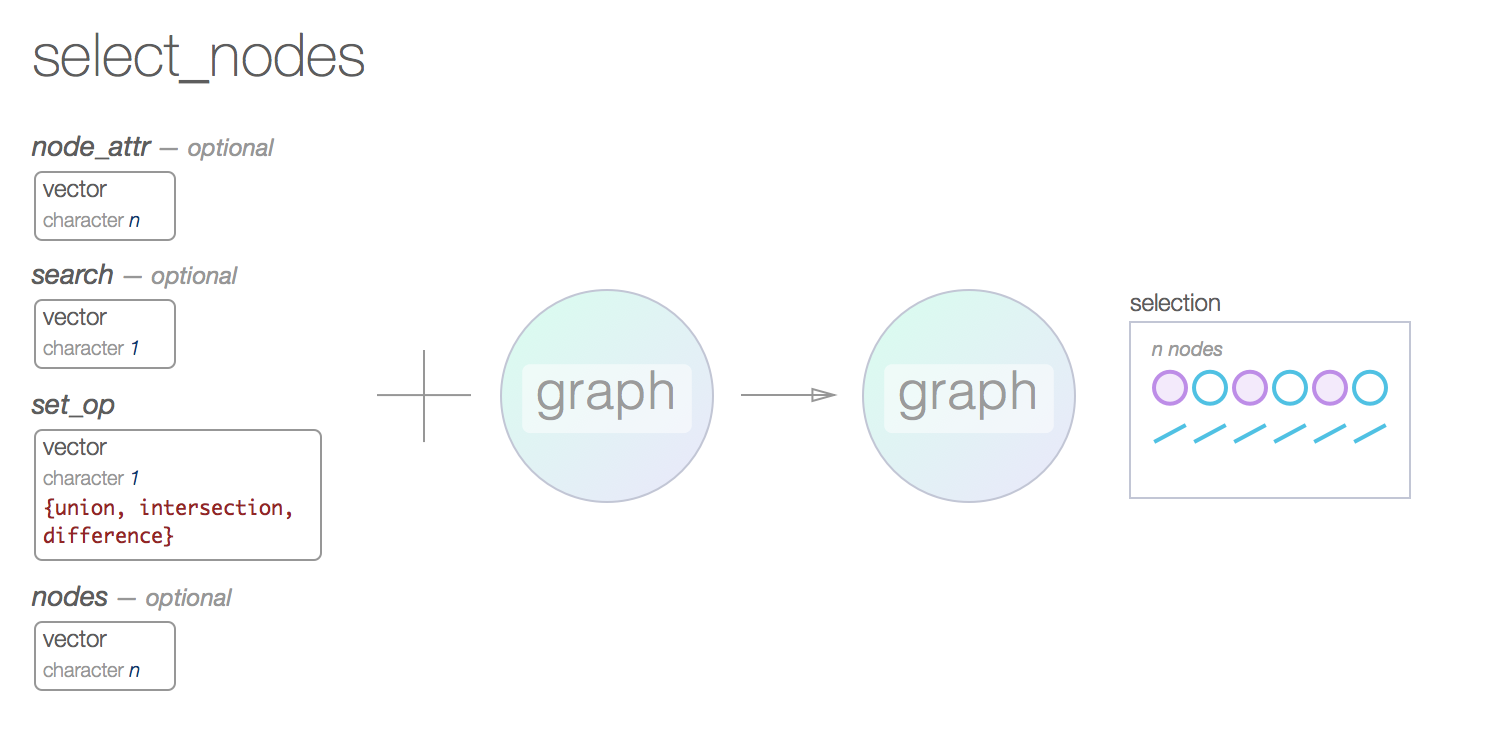 select_nodes
node_attr — optional
vector
character n
search — optional
vector
character 1
set_op
vector
character 1
{union, intersection,
difference}
nodes — optional
vector
character n
graph
graph
selection
n nodes